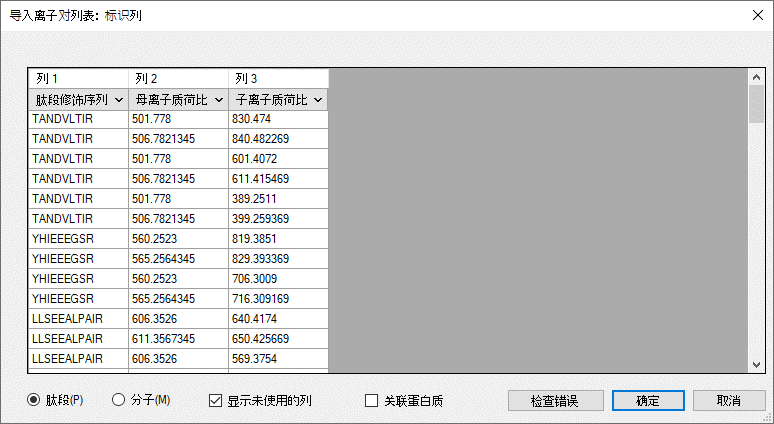 导入离子对列表：标识列
列 1 列 2 列 3
肽段修饰序列 母离子质荷比 子离子质荷比
TANDVLTIR 501.778 830.474
TANDVLTIR 506.7821345 840.482269
TANDVLTIR 501.778 601.4072
TANDVLTIR 506.7821345 611.415469
TANDVLTIR 501.778 389.2511
TANDVLTIR 506.7821345 399.259369
YHIEEEGSR 560.2523 819.3851
YHIEEEGSR 565.2564345 829.393369
YHIEEEGSR 560.2523 706.3009
YHIEEEGSR 565.2564345 716.309169
LLSEEALPAIR 606.3526 640.4174
LLSEEALPAIR 611.3567345 650.425669
LLSEEALPAIR 606.3526 569.3754
肽段(P) 分子(M) 显示未使用的列 关联蛋白质 检查错误 确定 取消